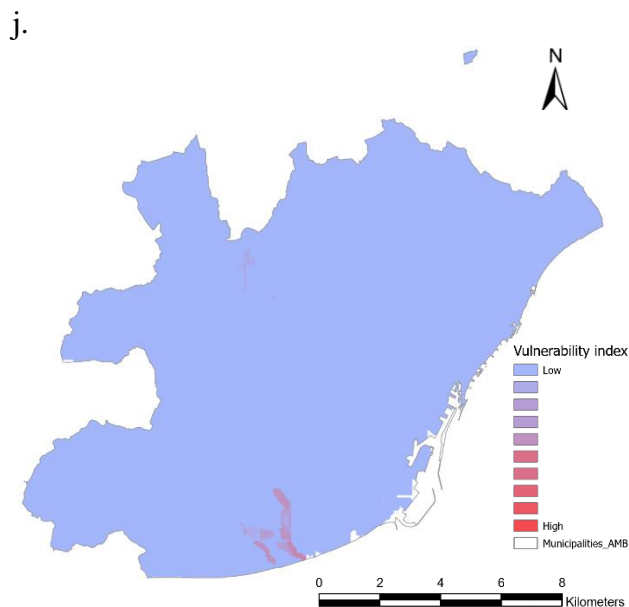 j.
N
Vulnerability index
Low
High
Municipalities_AMB
0 2 4 6 8
Kilometers